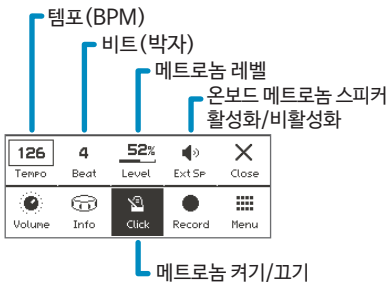 템포(BPM)
비트(박자)
메트로놈 레벨
온보드 메트로놈 스피커
활성화/비활성화
126 4 52% X
Tempo Beat Level Ext Sp Close
Volume Info Click Record Menu
메트로놈 켜기/끄기